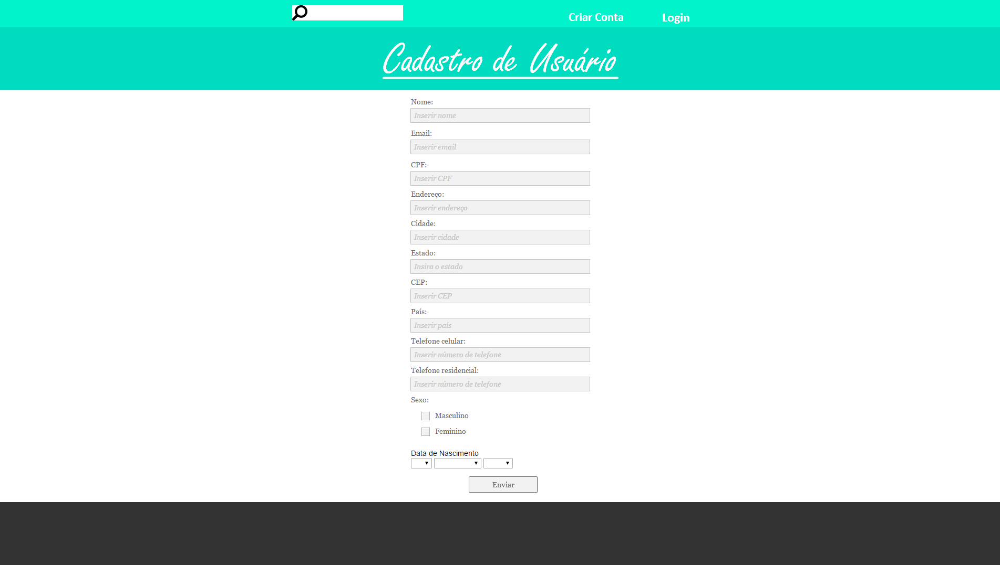 Criar Conta
Login
Cadastro de Usuário
Nome:
Inserir nome
Email:
Inserir email
CPF:
Inserir CPF
Endereço:
Inserir endereço
Cidade:
Inserir cidade
Estado:
Insira o estado
CEP:
Inserir CEP
País:
Inserir país
Telefone celular:
Inserir número de telefone
Telefone residencial:
Inserir número de telefone
Sexo:
Masculino
Feminino
Data de Nascimento
Enviar